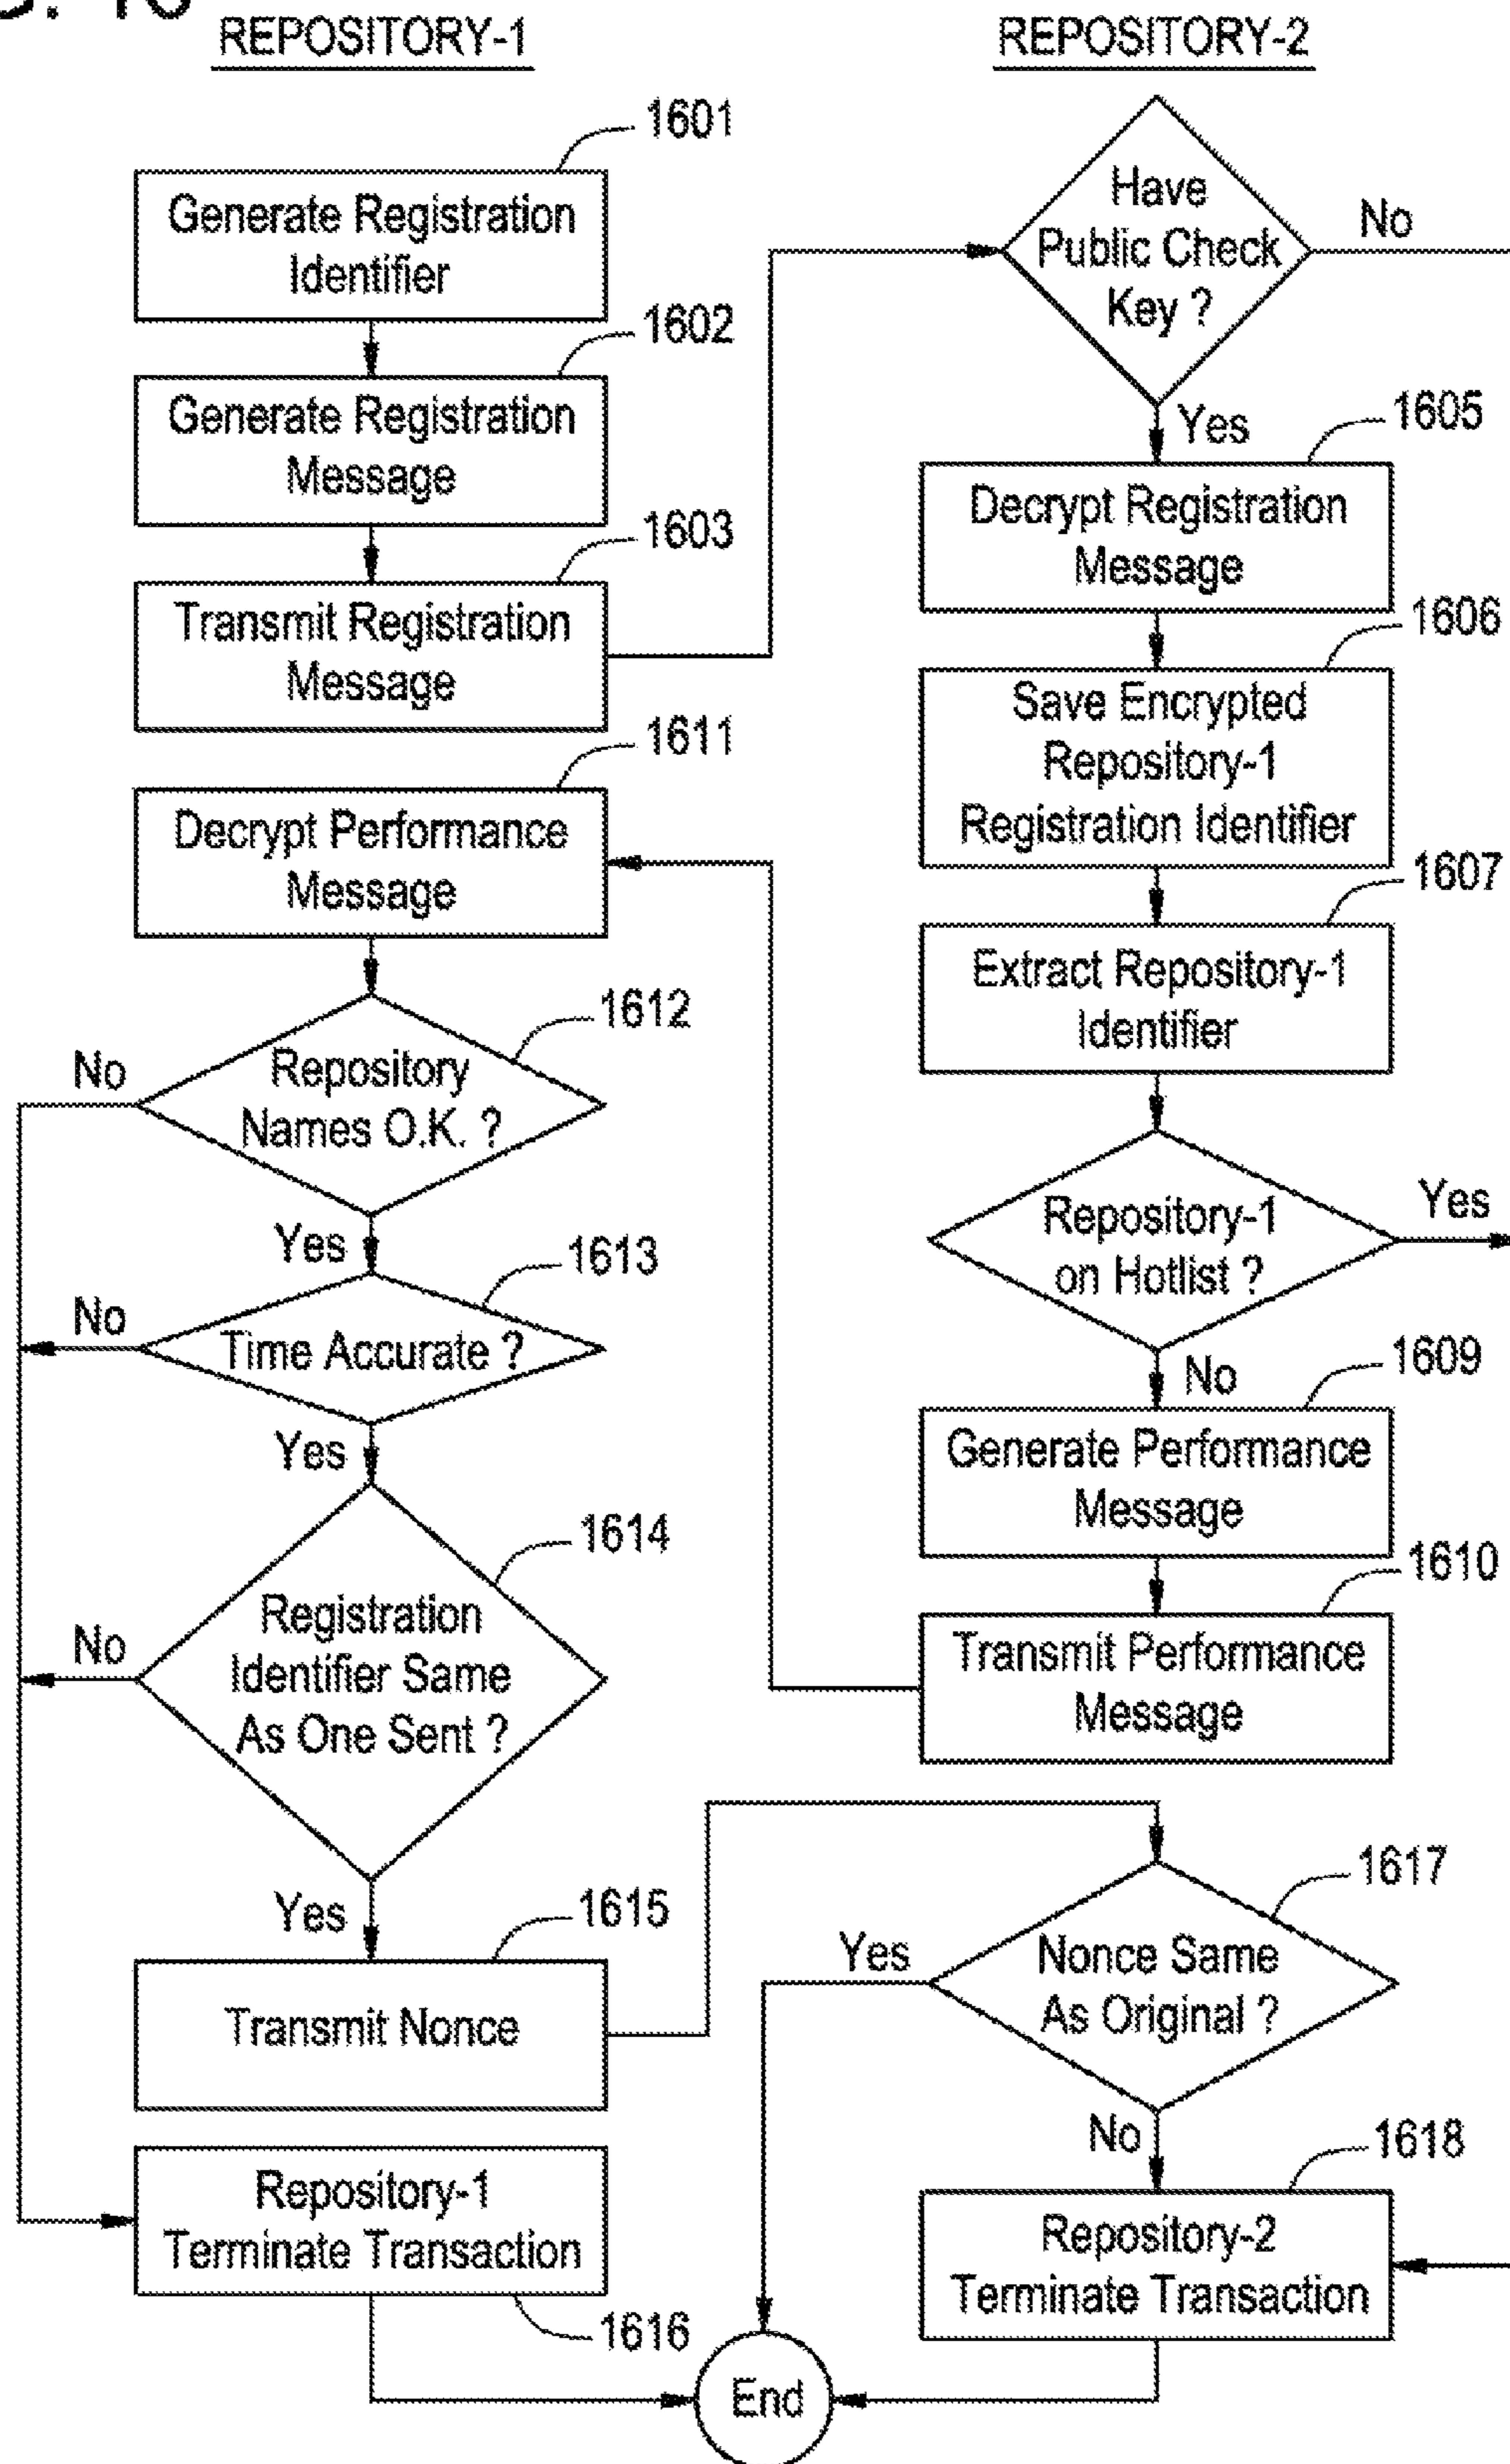 REPOSITORY-1
1601
Generate Registration
Identifier
1602
Generate Registration
Message
1603
Transmit Registration
Message
1611
Decrypt Performance
Message
1612
Repository
Names O.K. ?
No
Yes
1613
Time Accurate ?
No
Yes
1614
Registration
Identifier Same
As One Sent ?
No
Yes
1615
Transmit Nonce
Repository-1
Terminate Transaction
1616
REPOSITORY-2
Have
Public Check
Key ?
No
Yes
1605
Decrypt Registration
Message
1606
Save Encrypted
Repository-1
Registration Identifier
1607
Extract Repository-1
Identifier
Repository-1
on Hotlist ?
Yes
No
1609
Generate Performance
Message
1610
Transmit Performance
Message
1617
Nonce Same
As Original ?
Yes
No
1618
Repository-2
Terminate Transaction
End